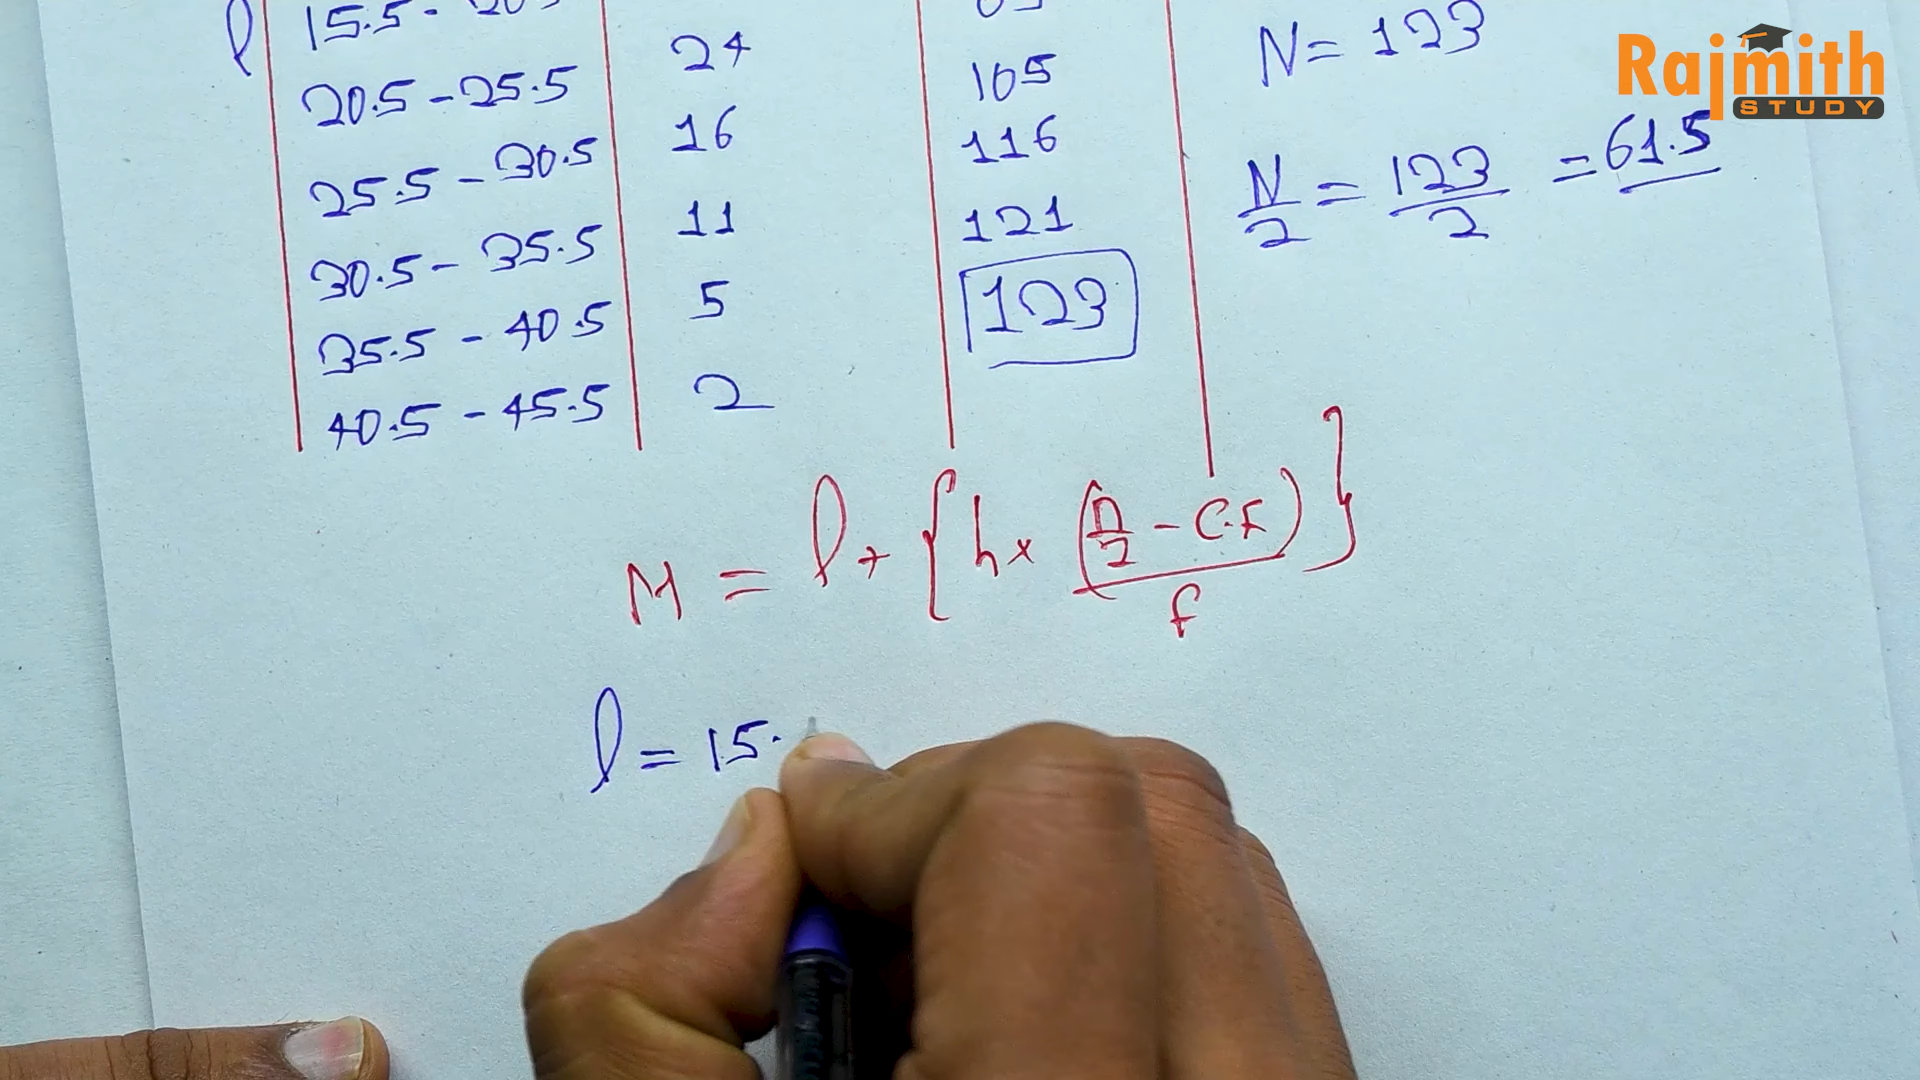 l 15.5 - 20.5
24
N = 123
20.5 - 25.5 16 105
25.5 - 30.5 11 116
N/2 = 123/2 = 61.5
30.5 - 35.5 5 121
35.5 - 40.5 2 123
40.5 - 45.5
M = l + { h x (n/2 - C.F) / f }
l = 15.
Rajmith
STUDY